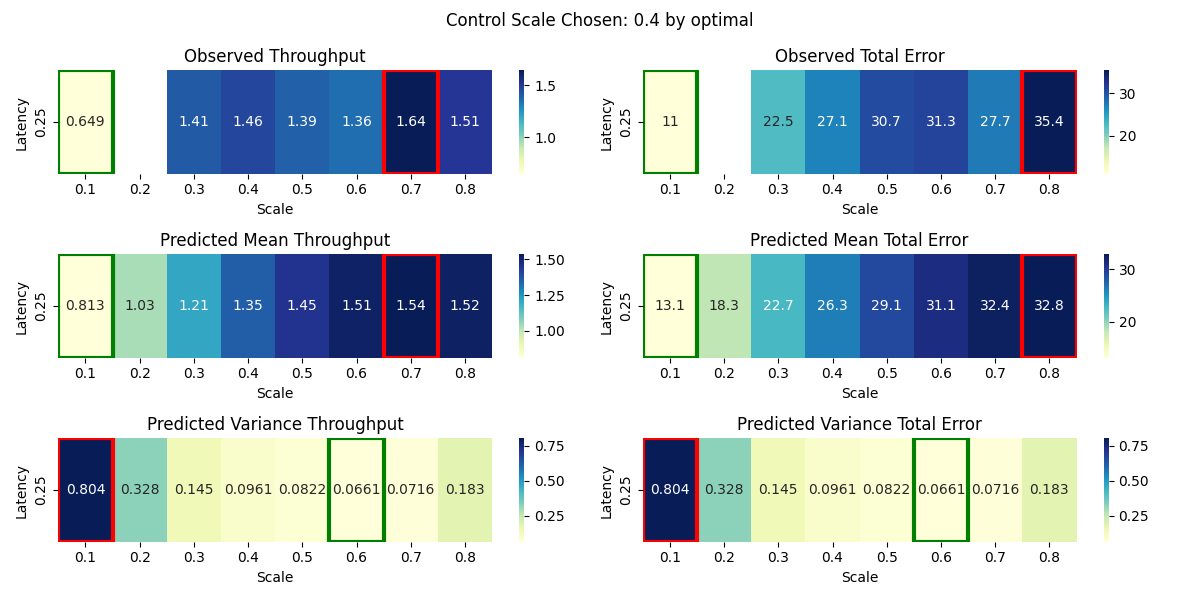 Control Scale Chosen: 0.4 by optimal
Observed Throughput
Latency
0.25
0.649 1.41 1.46 1.39 1.36 1.64 1.51
1.5
1.0
0.1 0.2 0.3 0.4 0.5 0.6 0.7 0.8
Scale
Observed Total Error
Latency
0.25
11 22.5 27.1 30.7 31.3 27.7 35.4
30
20
0.1 0.2 0.3 0.4 0.5 0.6 0.7 0.8
Scale
Predicted Mean Throughput
Latency
0.25
0.813 1.03 1.21 1.35 1.45 1.51 1.54 1.52
1.50
1.25
1.00
0.1 0.2 0.3 0.4 0.5 0.6 0.7 0.8
Scale
Predicted Mean Total Error
Latency
0.25
13.1 18.3 22.7 26.3 29.1 31.1 32.4 32.8
30
20
0.1 0.2 0.3 0.4 0.5 0.6 0.7 0.8
Scale
Predicted Variance Throughput
Latency
0.25
0.804 0.328 0.145 0.0961 0.0822 0.0661 0.0716 0.183
0.75
0.50
0.25
0.1 0.2 0.3 0.4 0.5 0.6 0.7 0.8
Scale
Predicted Variance Total Error
Latency
0.25
0.804 0.328 0.145 0.0961 0.0822 0.0661 0.0716 0.183
0.75
0.50
0.25
0.1 0.2 0.3 0.4 0.5 0.6 0.7 0.8
Scale